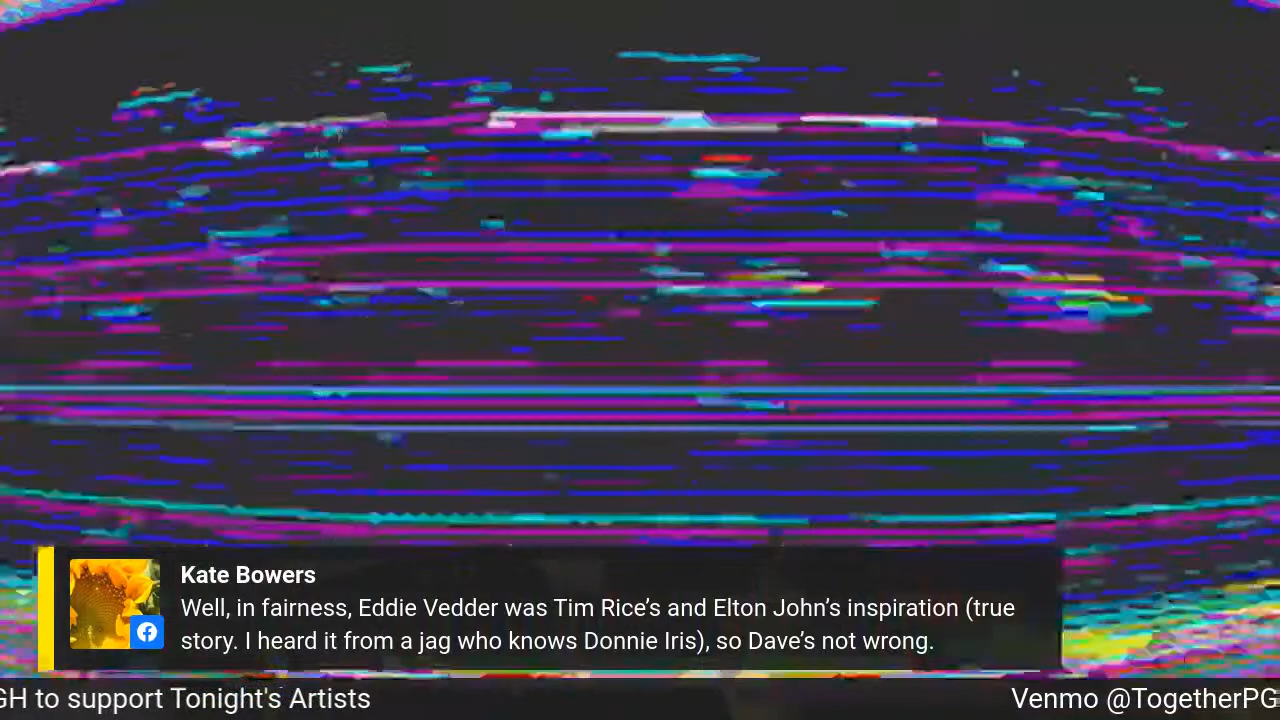 Kate Bowers
Well, in fairness, Eddie Vedder was Tim Rice’s and Elton John’s inspiration (true
story. I heard it from a jag who knows Donnie Iris), so Dave’s not wrong.
GH to support Tonight's Artists Venmo @TogetherPG